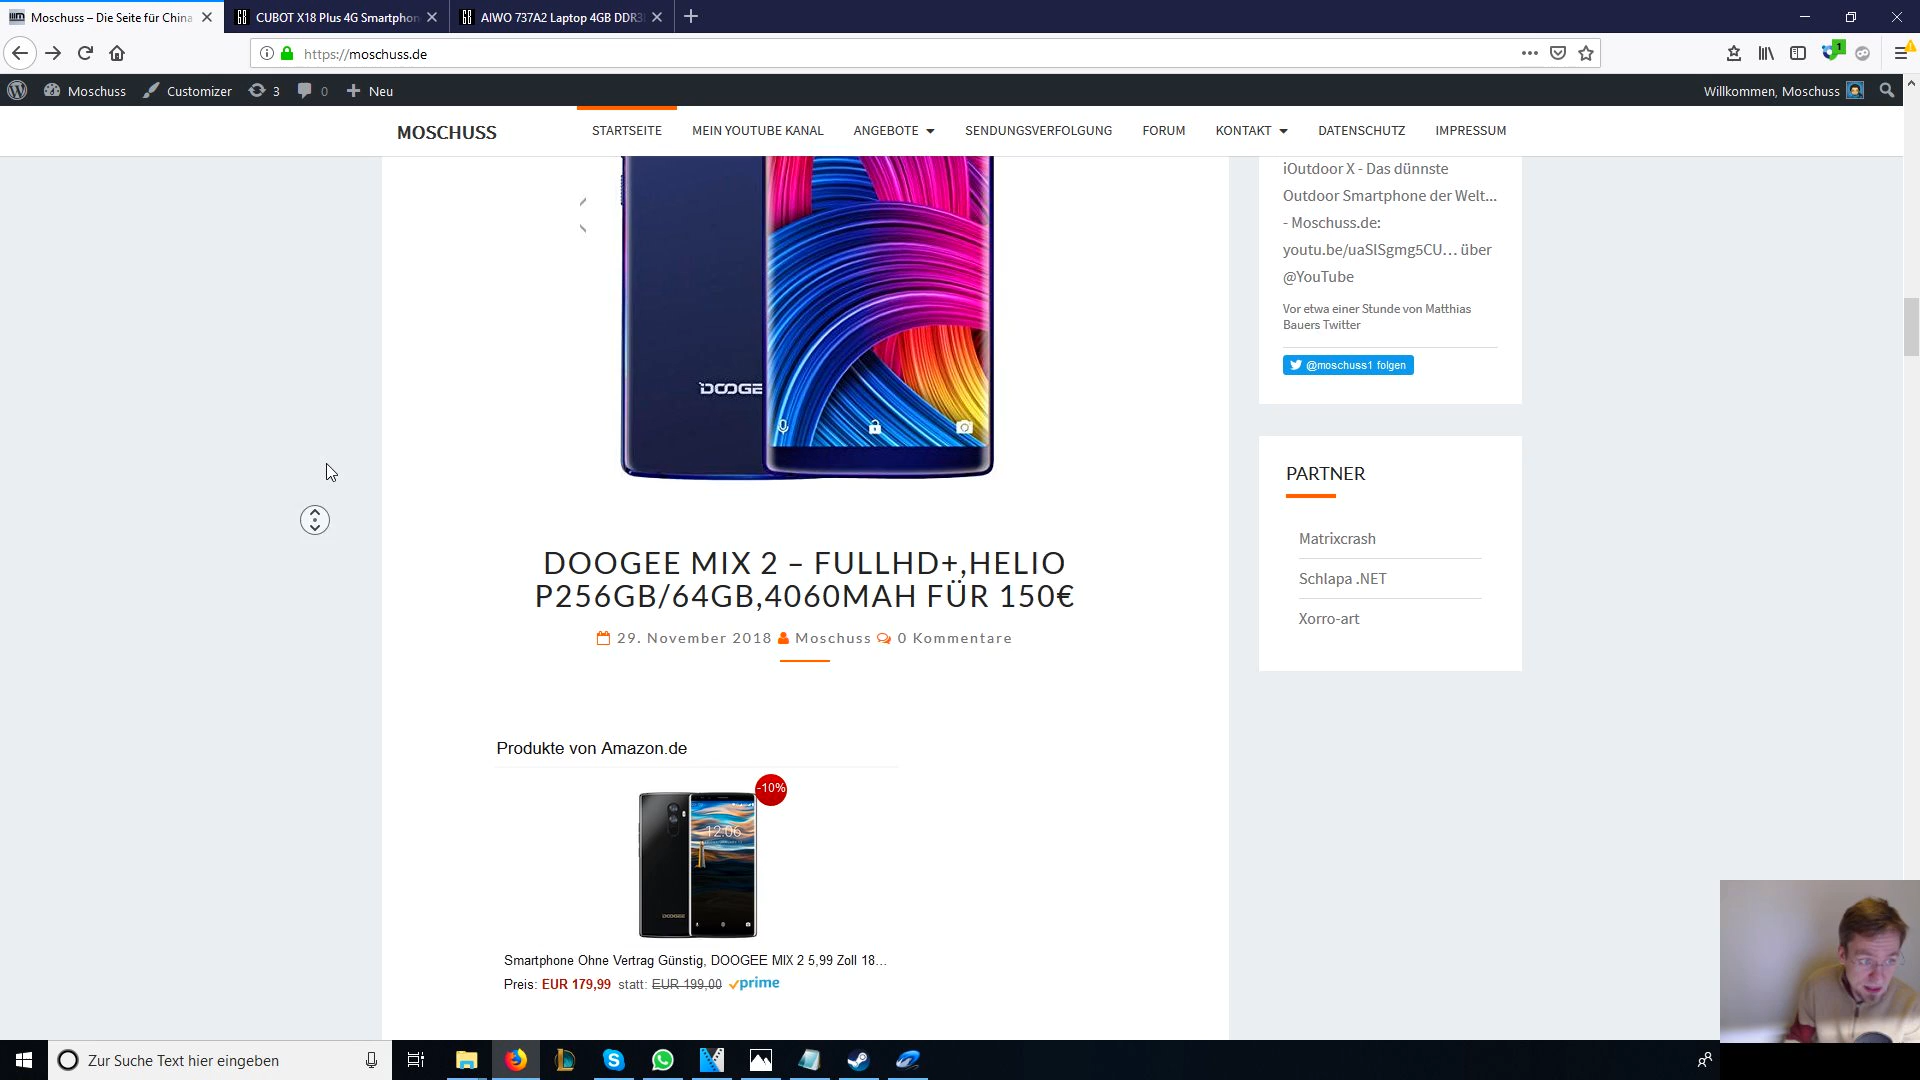 Moschuss – Die Seite für China
CUBOT X18 Plus 4G Smartphon
AIWO 737A2 Laptop 4GB DDR3
https://moschuss.de
1
Moschuss
Customizer
3
0
Neu
Willkommen, Moschuss
MOSCHUSS
STARTSEITE
MEIN YOUTUBE KANAL
ANGEBOTE
SENDUNGSVERFOLGUNG
FORUM
KONTAKT
DATENSCHUTZ
IMPRESSUM
DOOGEE
DOOGEE MIX 2 – FULLHD+,HELIO
P256GB/64GB,4060MAH FÜR 150€
29. November 2018 Moschuss 0 Kommentare
Produkte von Amazon.de
-10%
12:06
DOOGEE
Smartphone Ohne Vertrag Günstig, DOOGEE MIX 2 5,99 Zoll 18...
Preis: EUR 179,99 statt: EUR 199,00 prime
iOutdoor X - Das dünnste
Outdoor Smartphone der Welt...
- Moschuss.de:
youtu.be/uaSlSgmg5CU… über
@YouTube
Vor etwa einer Stunde von Matthias
Bauers Twitter
@moschuss1 folgen
PARTNER
Matrixcrash
Schlapa .NET
Xorro-art
Zur Suche Text hier eingeben